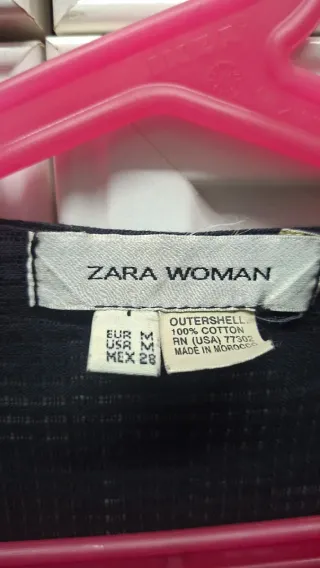 ZARA WOMAN
EUR M
USA M
MEX 28
OUTERSHELL
100% COTTON
RN (USA) 77302
MADE IN MOROCCO